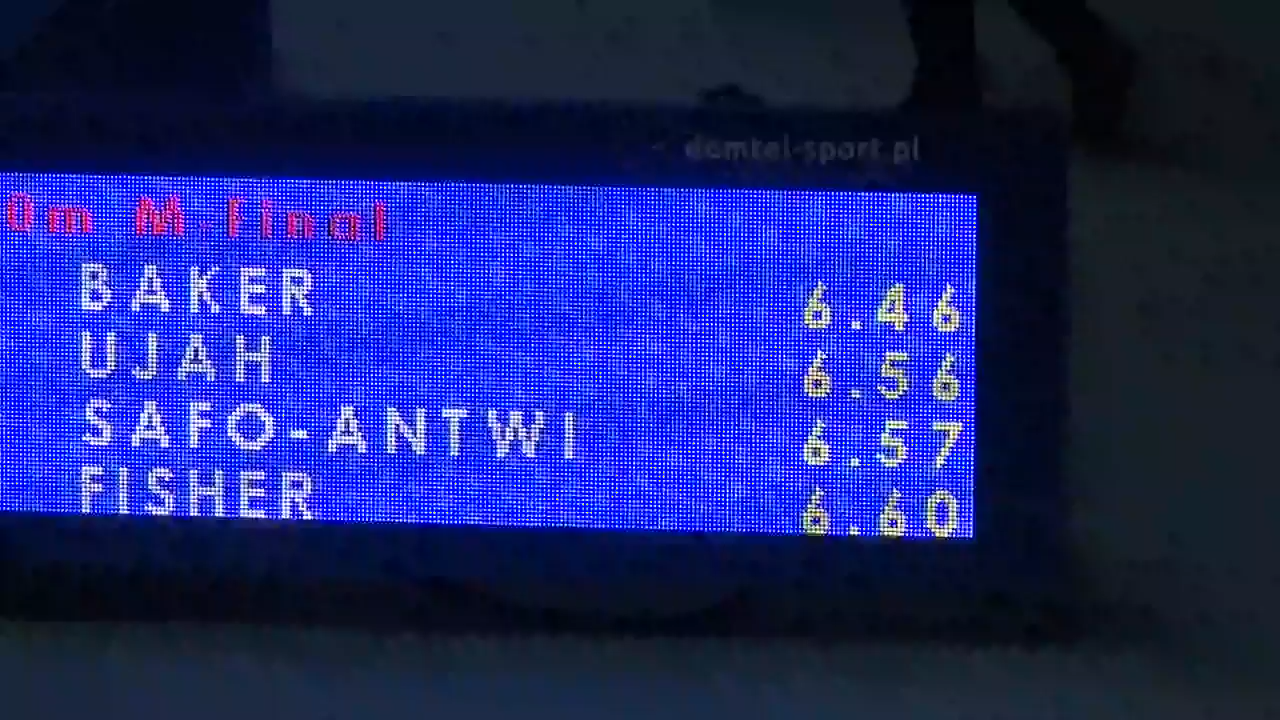 domtel-sport.pl
0m M-Final
BAKER 6.46
UJAH 6.56
SAFO-ANTWI 6.57
FISHER 6.60